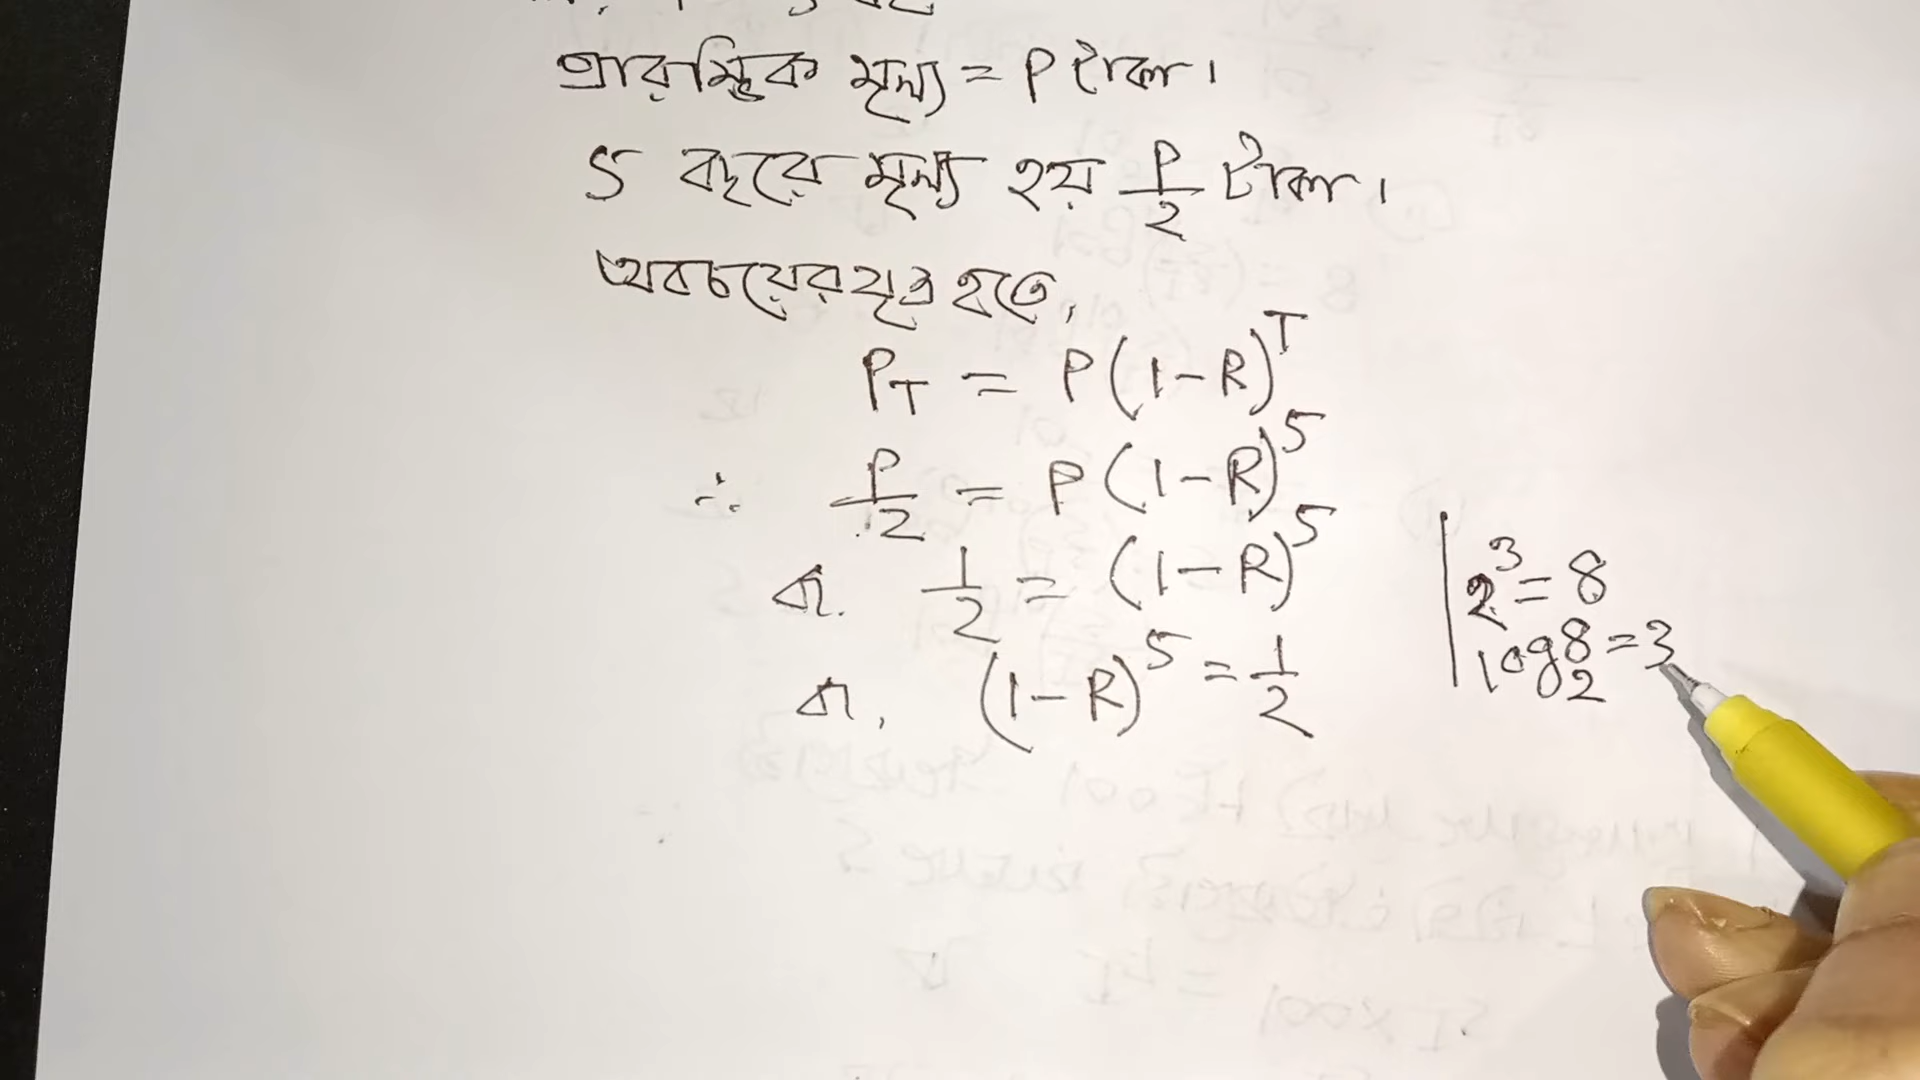 প্রারম্ভিক মূল্য = P টাকা।
5 বছরে মূল্য হয় P/2 টাকা।
অবচয়ের সূত্র হতে,
P_T = P(1-R)^T
∴ P/2 = P(1-R)^5
বা, 1/2 = (1-R)^5
বা, (1-R)^5 = 1/2
2^3 = 8
log_2 8 = 3